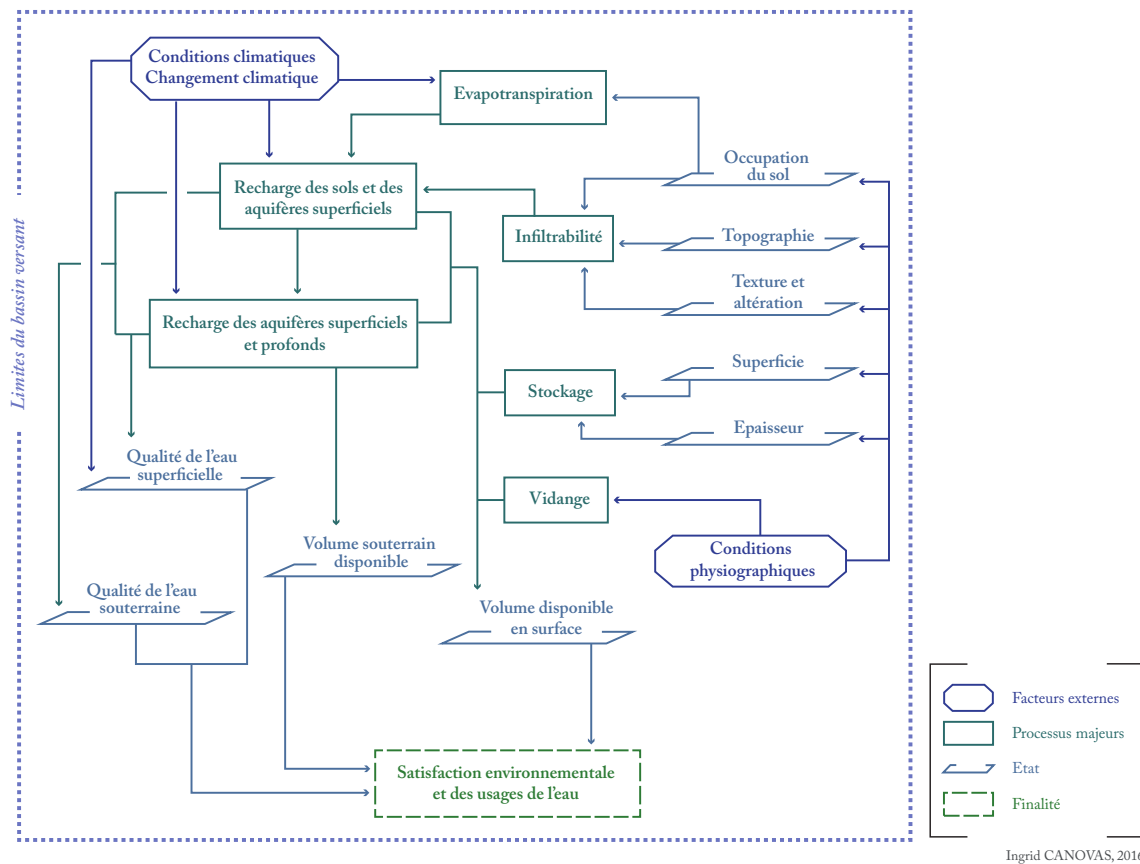 Conditions climatiques
Changement climatique
Evapotranspiration
Occupation
du sol
Recharge des sols et des
aquifères superficiels
Infiltrabilité
Topographie
Texture et
altération
Limites du bassin versant
Recharge des aquifères superficiels
et profonds
Superficie
Stockage
Epaisseur
Qualité de l'eau
superficielle
Vidange
Volume souterrain
disponible
Conditions
physiographiques
Qualité de l'eau
souterraine
Volume disponible
en surface
Satisfaction environnementale
et des usages de l'eau
Facteurs externes
Processus majeurs
Etat
Finalité
Ingrid CANOVAS, 2016